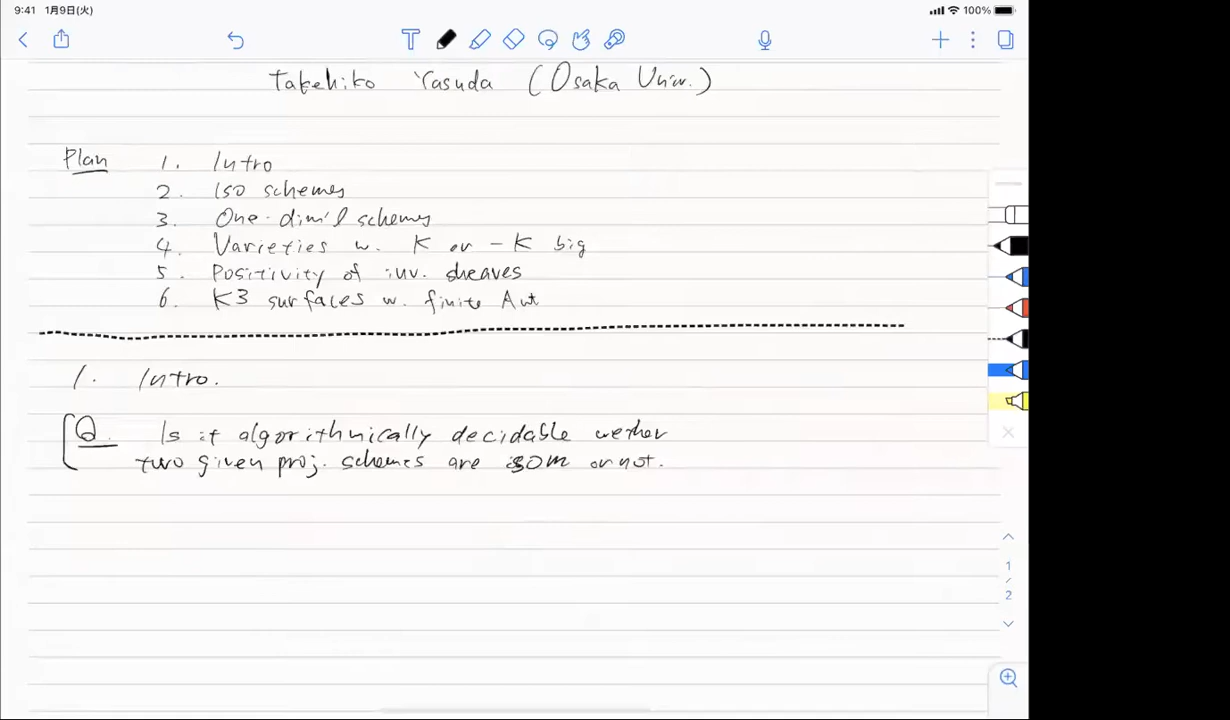 9:41 1月9日(火) 100%
Takehiko Yasuda (Osaka Univ.)
Plan 1. Intro
2. Iso schemes
3. One-dim'l schemes
4. Varieties w. K or -K big
5. Positivity of inv. sheaves
6. K3 surfaces w. finite Aut
1. Intro.
Q. Is it algorithmically decidable wether
two given proj. schemes are isom or not.
1
/
2